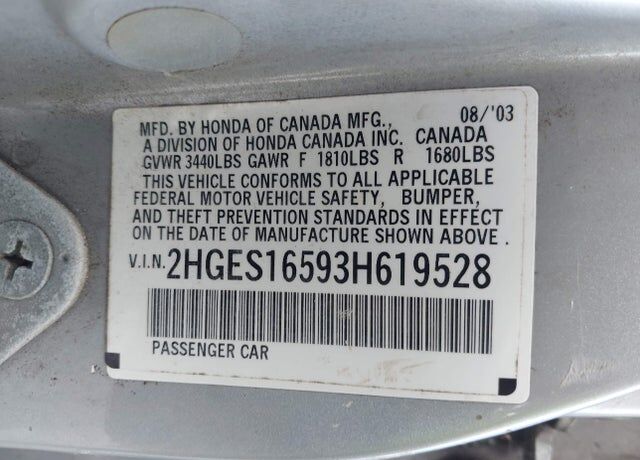 08/'03
MFD. BY HONDA OF CANADA MFG.,
A DIVISION OF HONDA CANADA INC. CANADA
GVWR 3440LBS GAWR F 1810LBS R 1680LBS
THIS VEHICLE CONFORMS TO ALL APPLICABLE
FEDERAL MOTOR VEHICLE SAFETY, BUMPER,
AND THEFT PREVENTION STANDARDS IN EFFECT
ON THE DATE OF MANUFACTURE SHOWN ABOVE.
V.I.N. 2HGES16593H619528
PASSENGER CAR